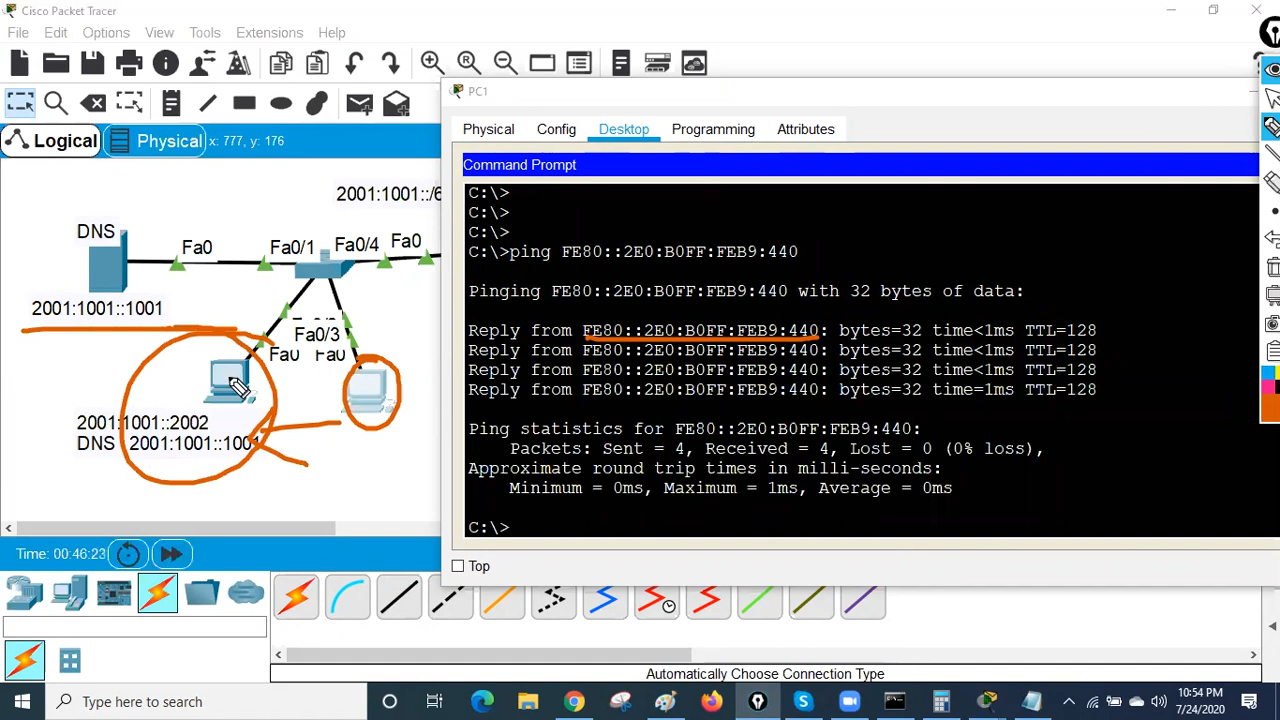 Cisco Packet Tracer
File Edit Options View Tools Extensions Help
PC1
Logical
Physical
x: 777, y: 176
Physical Config Desktop Programming Attributes
Command Prompt
C:\>
C:\>
C:\>
C:\>ping FE80::2E0:B0FF:FEB9:440
Pinging FE80::2E0:B0FF:FEB9:440 with 32 bytes of data:
Reply from FE80::2E0:B0FF:FEB9:440: bytes=32 time<1ms TTL=128
Reply from FE80::2E0:B0FF:FEB9:440: bytes=32 time<1ms TTL=128
Reply from FE80::2E0:B0FF:FEB9:440: bytes=32 time<1ms TTL=128
Reply from FE80::2E0:B0FF:FEB9:440: bytes=32 time=1ms TTL=128
Ping statistics for FE80::2E0:B0FF:FEB9:440:
Packets: Sent = 4, Received = 4, Lost = 0 (0% loss),
Approximate round trip times in milli-seconds:
Minimum = 0ms, Maximum = 1ms, Average = 0ms
C:\>
Top
2001:1001::/6
DNS
Fa0
Fa0/1
Fa0/4
Fa0
2001:1001::1001
Fa0/3
Fa0
Fa0
2001:1001::2002
DNS 2001:1001::1001
Time: 00:46:23
Automatically Choose Connection Type
Type here to search
10:54 PM
7/24/2020